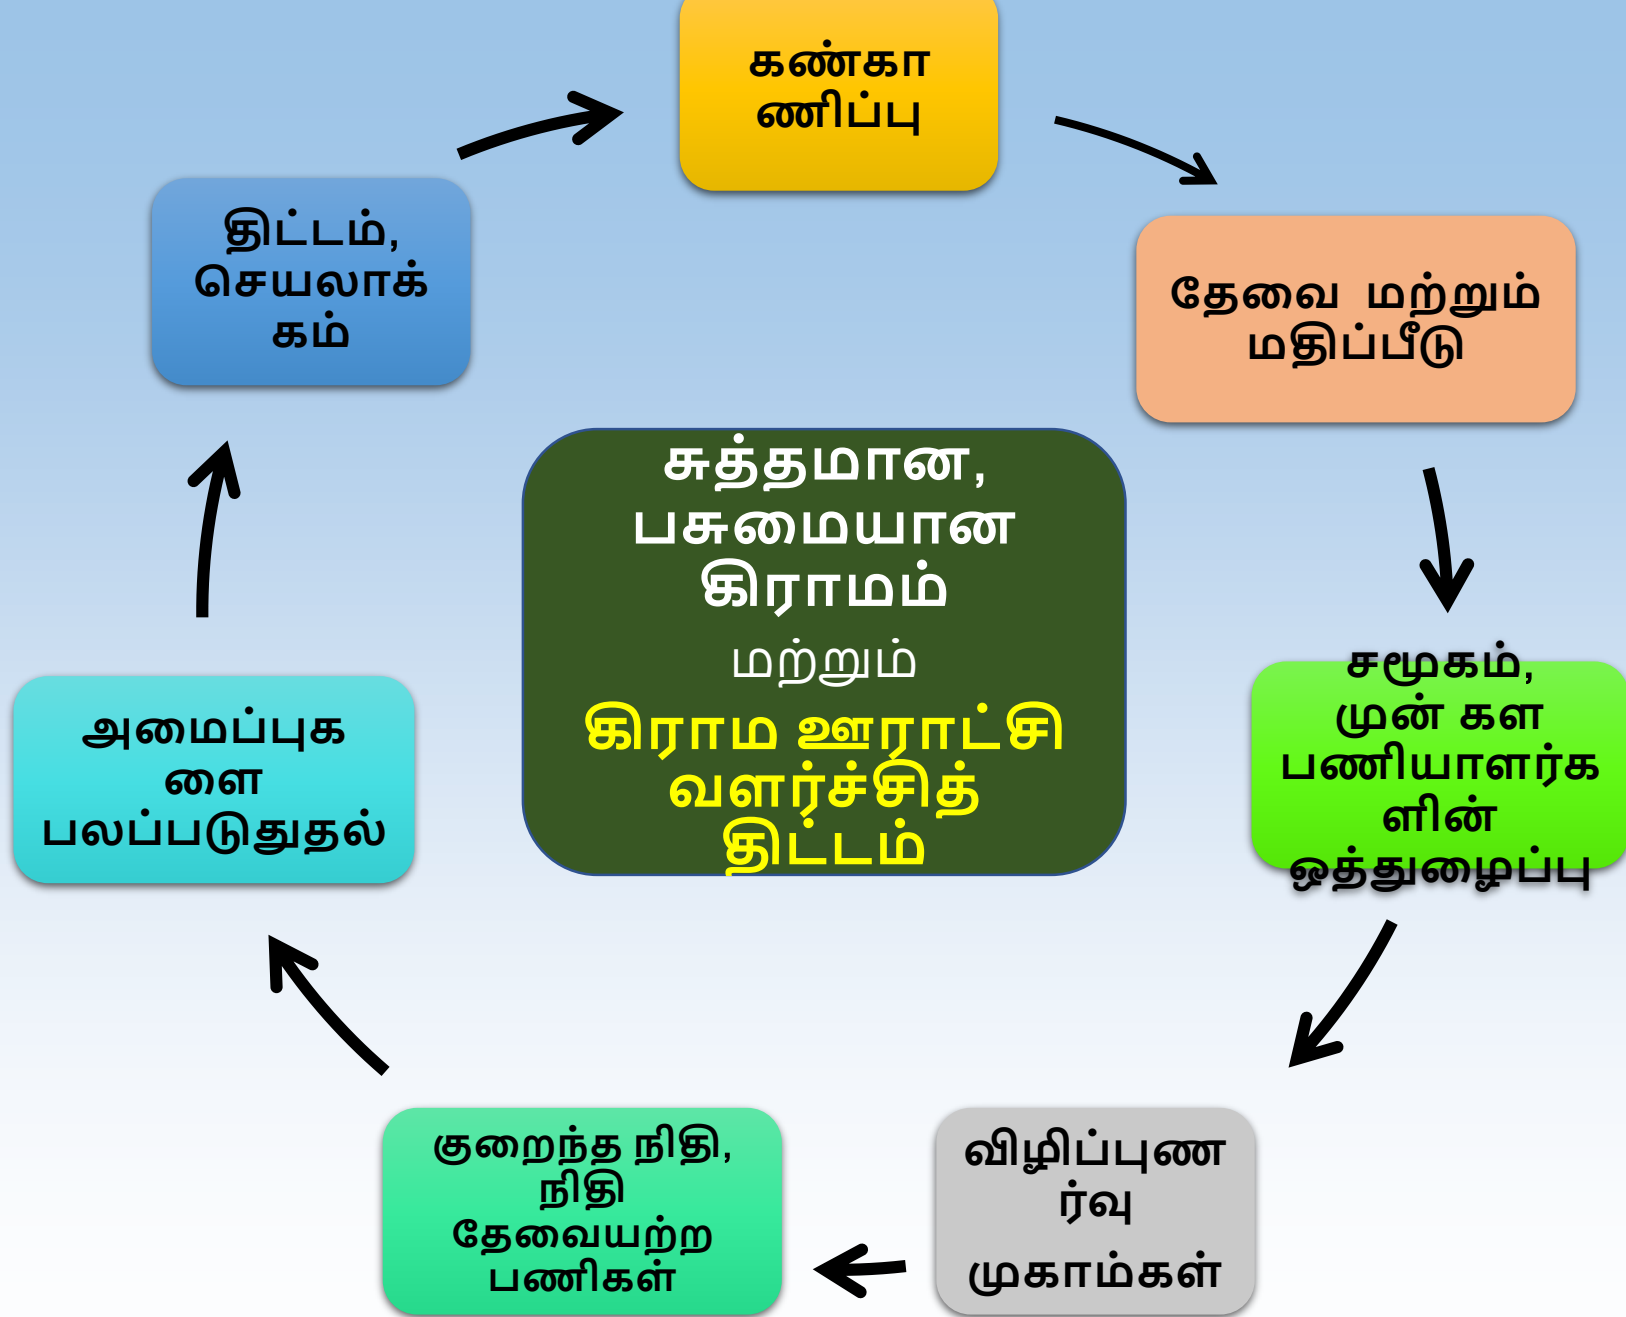 கண்கா
ணிப்பு
தேவை மற்றும்
மதிப்பீடு
சமூகம்,
முன் கள
பணியாளர்க
ளின்
ஒத்துழைப்பு
விழிப்புண
ர்வு
முகாம்கள்
குறைந்த நிதி,
நிதி
தேவையற்ற
பணிகள்
அமைப்புக
ளை
பலப்படுதுதல்
திட்டம்,
செயலாக்
கம்
சுத்தமான,
பசுமையான
கிராமம்
மற்றும்
கிராம ஊராட்சி
வளர்ச்சித்
திட்டம்